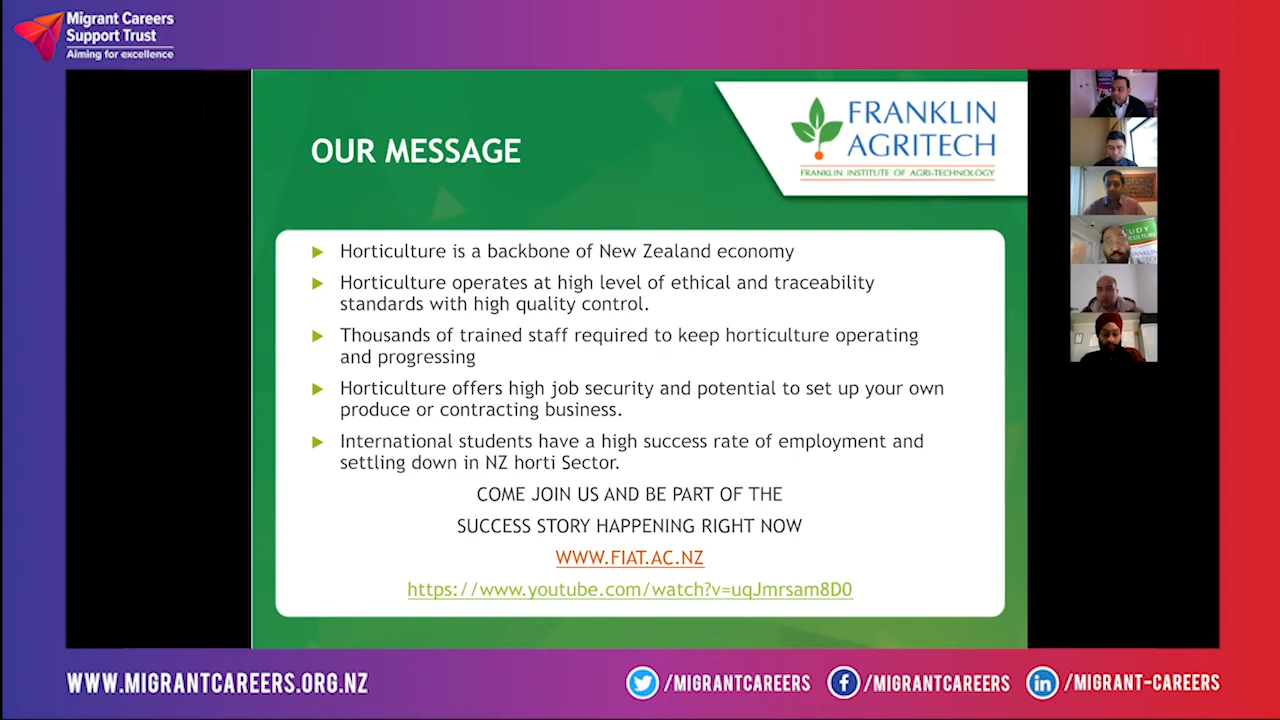 Migrant Careers
Support Trust
Aiming for excellence
OUR MESSAGE
FRANKLIN
AGRITECH
FRANKLIN INSTITUTE OF AGRI-TECHNOLOGY
Horticulture is a backbone of New Zealand economy
Horticulture operates at high level of ethical and traceability
standards with high quality control.
Thousands of trained staff required to keep horticulture operating
and progressing
Horticulture offers high job security and potential to set up your own
produce or contracting business.
International students have a high success rate of employment and
settling down in NZ horti Sector.
COME JOIN US AND BE PART OF THE
SUCCESS STORY HAPPENING RIGHT NOW
WWW.FIAT.AC.NZ
https://www.youtube.com/watch?v=uqJmrsam8D0
WWW.MIGRANTCAREERS.ORG.NZ
/MIGRANTCAREERS
/MIGRANTCAREERS
/MIGRANT-CAREERS